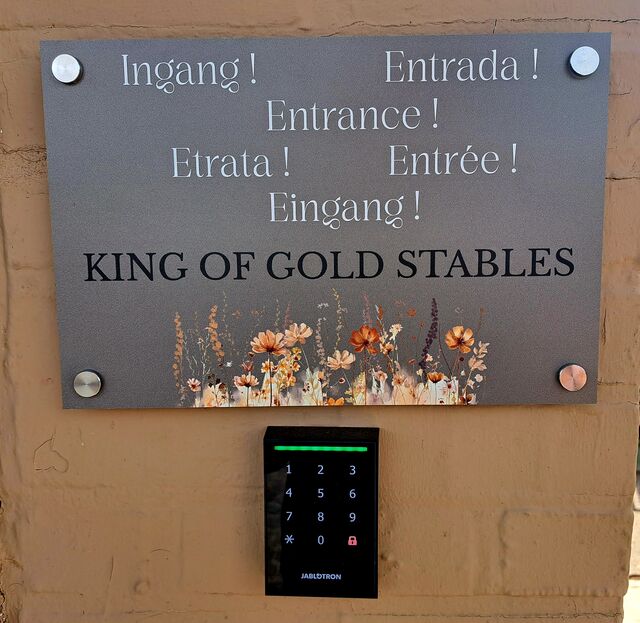 Ingang ! Entrada !
Entrance !
Etrata ! Entrée !
Eingang !
KING OF GOLD STABLES
1 2 3
4 5 6
7 8 9
* 0
JABLOTRON